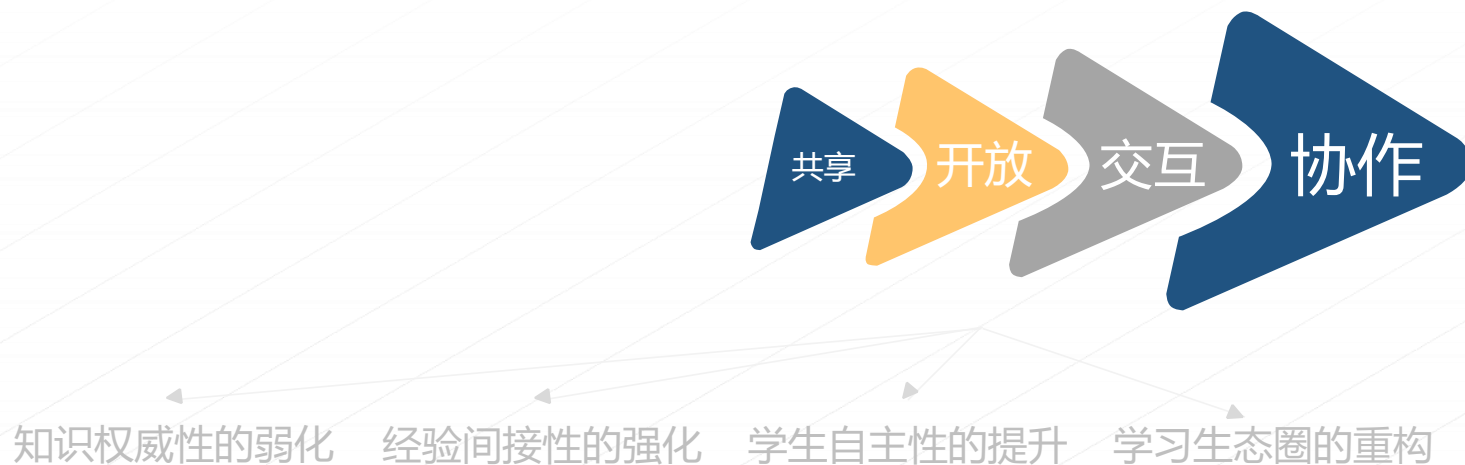 共享
开放
交互
协作
知识权威性的弱化
经验间接性的强化
学生自主性的提升
学习生态圈的重构